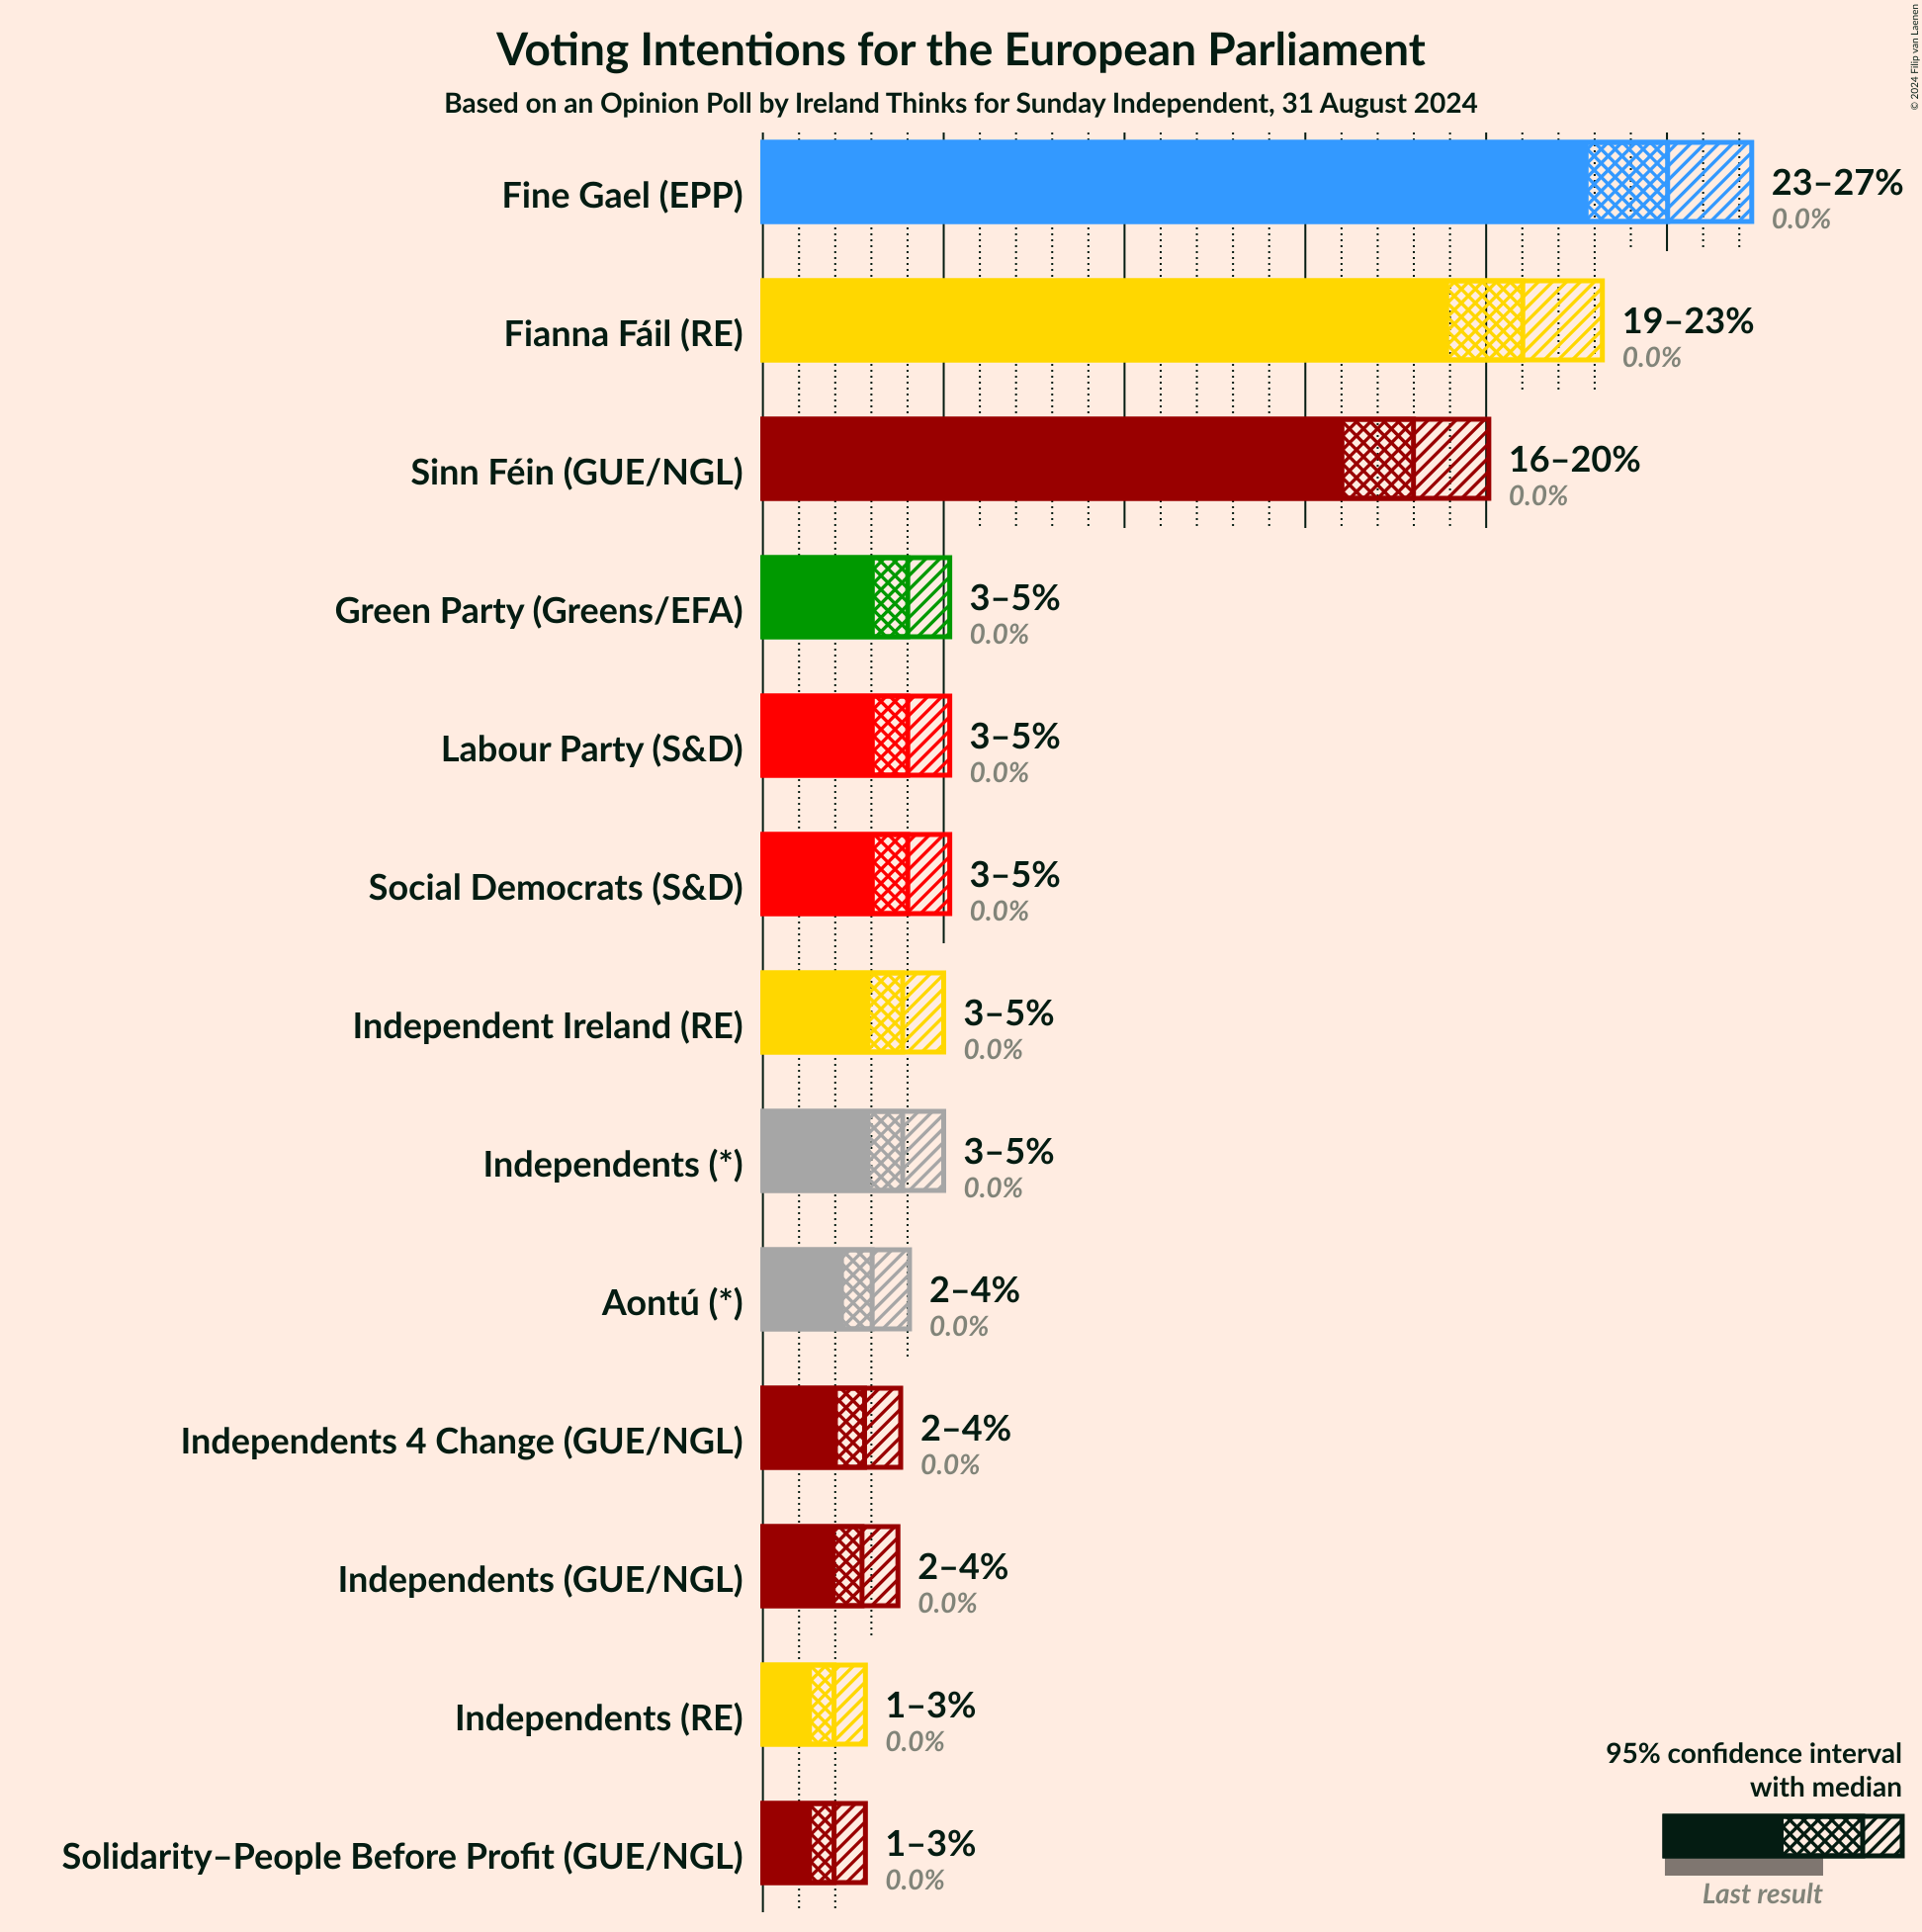 Voting Intentions for the European Parliament
Based on an Opinion Poll by Ireland Thinks for Sunday Independent, 31 August 2024
© 2024 Filip van Laenen
Fine Gael (EPP)
23–27%
0.0%
Fianna Fáil (RE)
19–23%
0.0%
Sinn Féin (GUE/NGL)
16–20%
0.0%
Green Party (Greens/EFA)
3–5%
0.0%
Labour Party (S&D)
3–5%
0.0%
Social Democrats (S&D)
3–5%
0.0%
Independent Ireland (RE)
3–5%
0.0%
Independents (*)
3–5%
0.0%
Aontú (*)
2–4%
0.0%
Independents 4 Change (GUE/NGL)
2–4%
0.0%
Independents (GUE/NGL)
2–4%
0.0%
Independents (RE)
1–3%
0.0%
Solidarity–People Before Profit (GUE/NGL)
1–3%
0.0%
95% confidence interval
with median
Last result